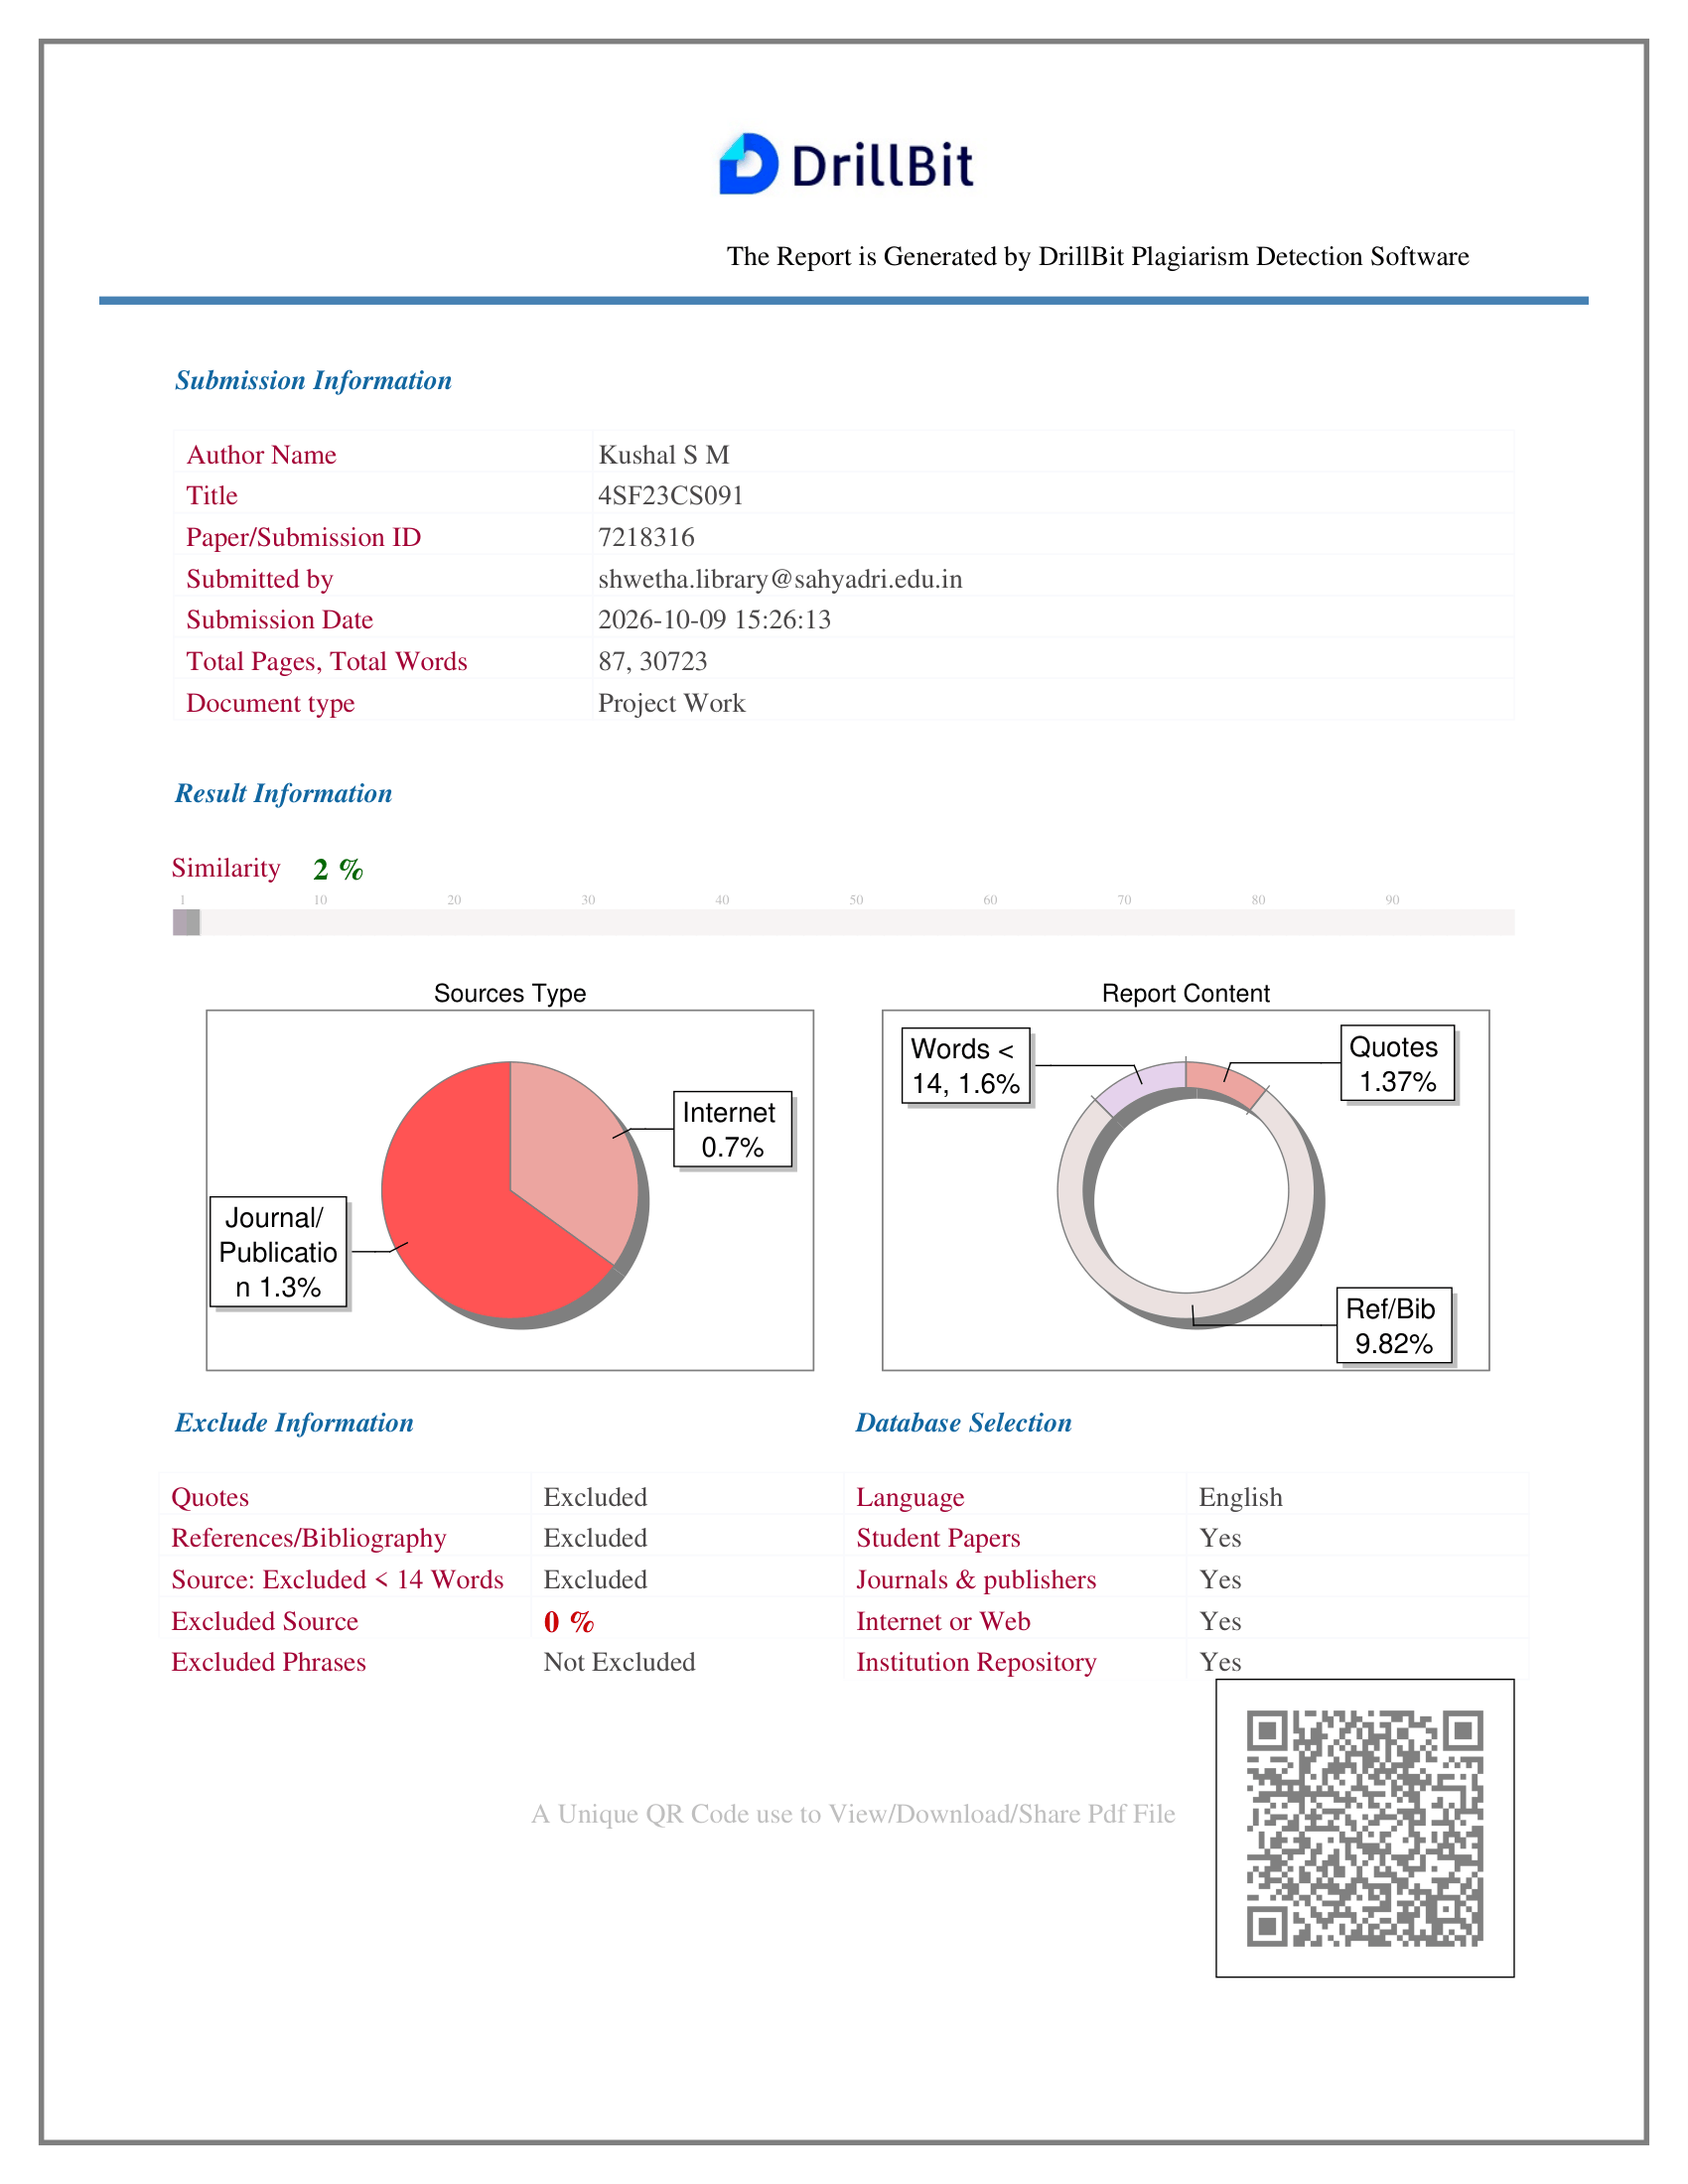 DrillBit
The Report is Generated by DrillBit Plagiarism Detection Software
Submission Information
Author Name Kushal S M
Title 4SF23CS091
Paper/Submission ID 7218316
Submitted by shwetha.library@sahyadri.edu.in
Submission Date 2026-10-09 15:26:13
Total Pages, Total Words 87, 30723
Document type Project Work
Result Information
Similarity 2 %
1 10 20 30 40 50 60 70 80 90
Sources Type
Internet
0.7%
Journal/
Publicatio
n 1.3%
Report Content
Words <
14, 1.6%
Quotes
1.37%
Ref/Bib
9.82%
Exclude Information
Quotes Excluded
References/Bibliography Excluded
Source: Excluded < 14 Words Excluded
Excluded Source 0 %
Excluded Phrases Not Excluded
Database Selection
Language English
Student Papers Yes
Journals & publishers Yes
Internet or Web Yes
Institution Repository Yes
A Unique QR Code use to View/Download/Share Pdf File